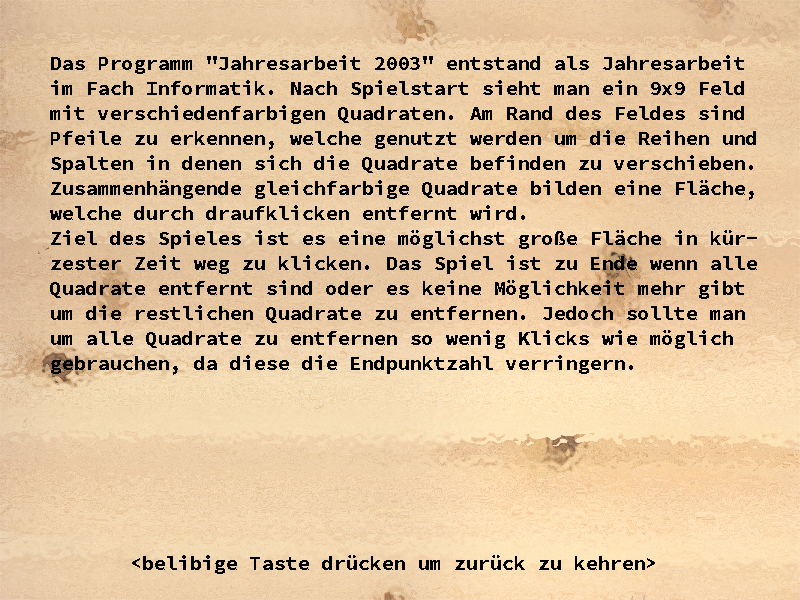 Das Programm "Jahresarbeit 2003" entstand als Jahresarbeit
im Fach Informatik. Nach Spielstart sieht man ein 9x9 Feld
mit verschiedenfarbigen Quadraten. Am Rand des Feldes sind
Pfeile zu erkennen, welche genutzt werden um die Reihen und
Spalten in denen sich die Quadrate befinden zu verschieben.
Zusammenhängende gleichfarbige Quadrate bilden eine Fläche,
welche durch draufklicken entfernt wird.
Ziel des Spieles ist es eine möglichst große Fläche in kür-
zester Zeit weg zu klicken. Das Spiel ist zu Ende wenn alle
Quadrate entfernt sind oder es keine Möglichkeit mehr gibt
um die restlichen Quadrate zu entfernen. Jedoch sollte man
um alle Quadrate zu entfernen so wenig Klicks wie möglich
gebrauchen, da diese die Endpunktzahl verringern.
<belibige Taste drücken um zurück zu kehren>